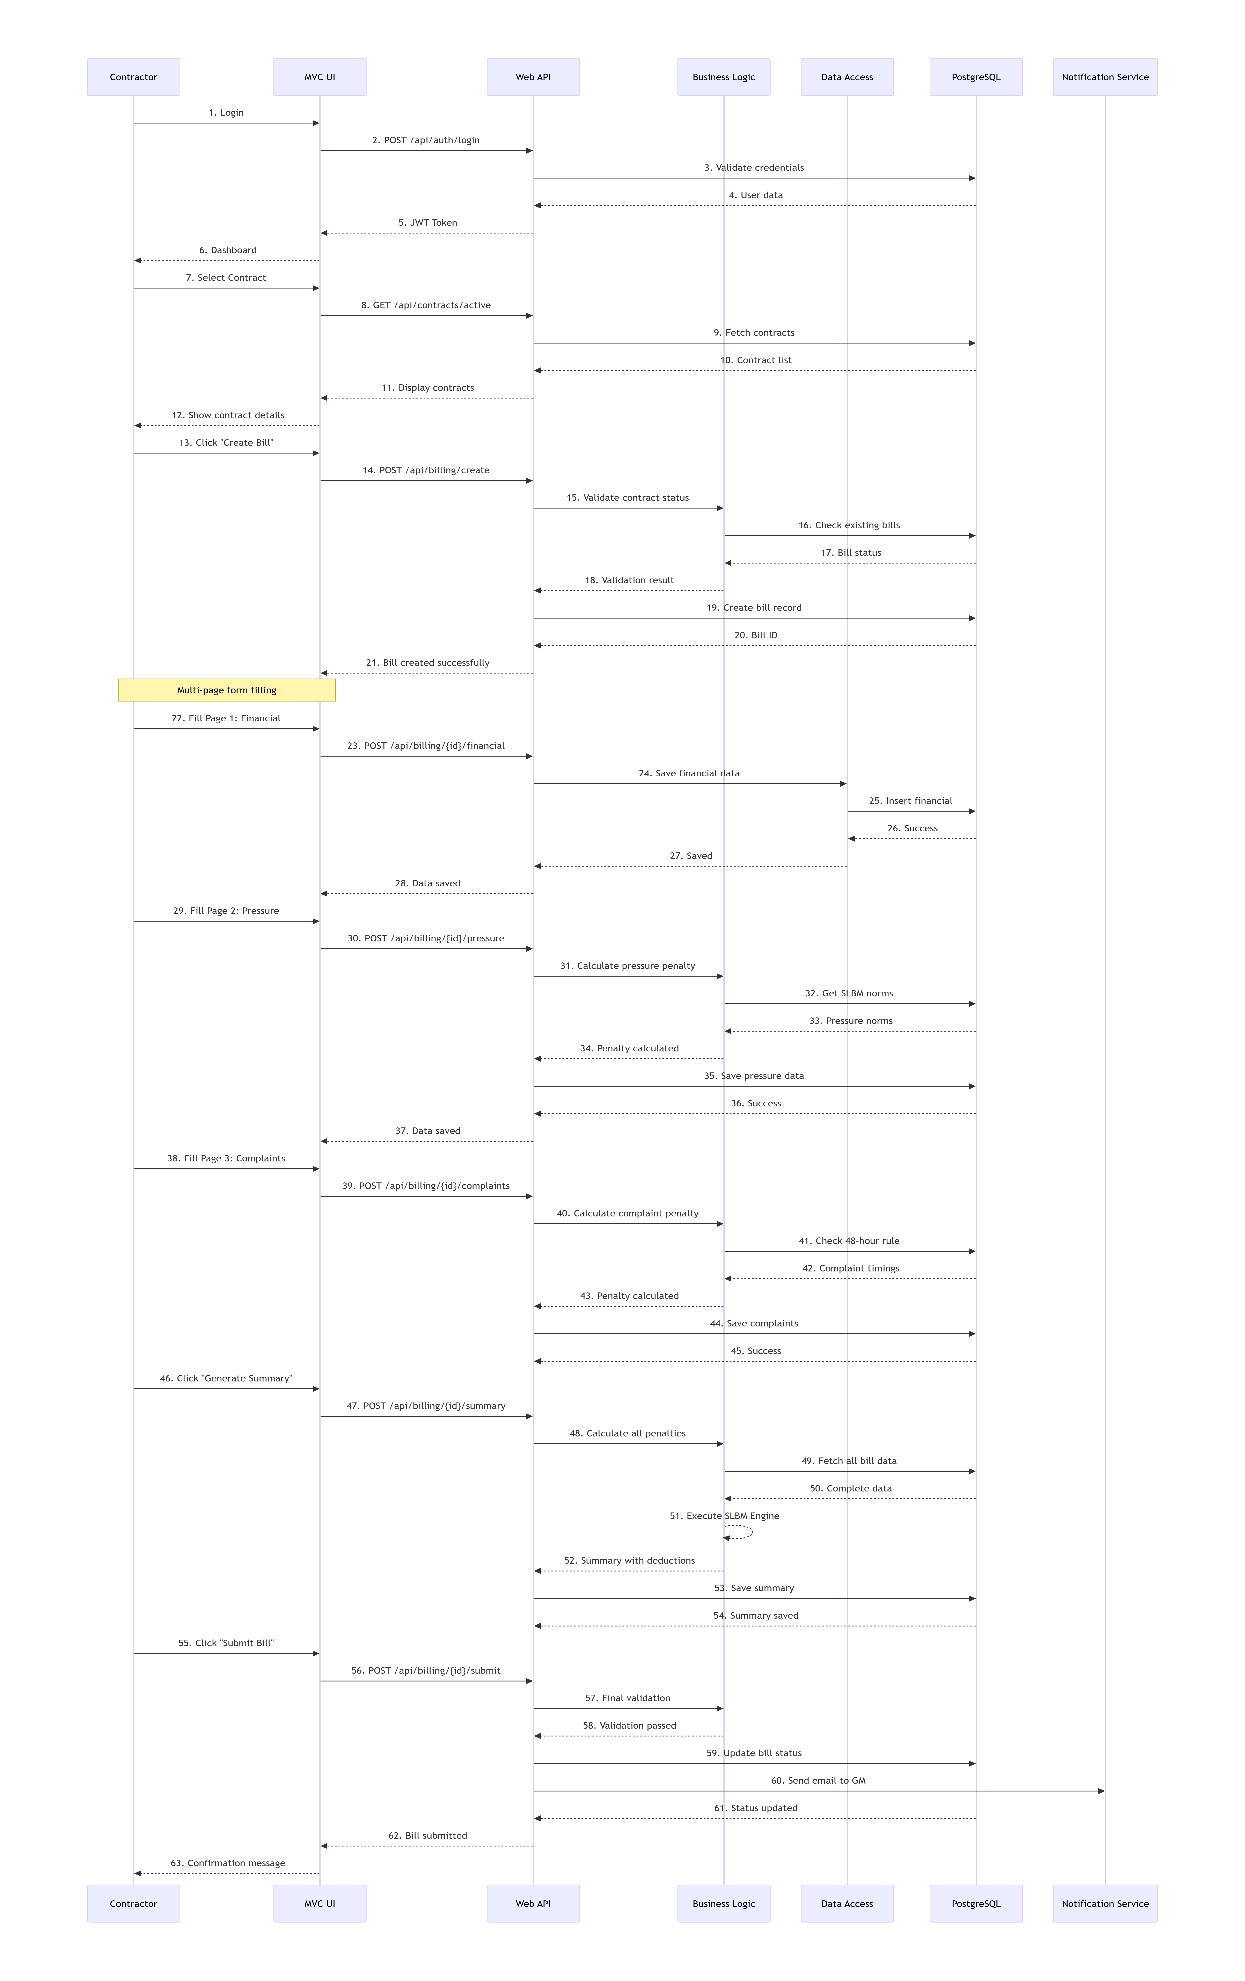 Contractor
MVC UI
Web API
Business Logic
Data Access
PostgreSQL
Notification Service
1. Login
2. POST /api/auth/login
3. Validate credentials
4. User data
5. JWT Token
6. Dashboard
7. Select Contract
8. GET /api/contracts/active
9. Fetch contracts
10. Contract list
11. Display contracts
12. Show contract details
13. Click "Create Bill"
14. POST /api/billing/create
15. Validate contract status
16. Check existing bills
17. Bill status
18. Validation result
19. Create bill record
20. Bill ID
21. Bill created successfully
Multi-page form filling
22. Fill Page 1: Financial
23. POST /api/billing/{id}/financial
24. Save financial data
25. Insert financial
26. Success
27. Saved
28. Data saved
29. Fill Page 2: Pressure
30. POST /api/billing/{id}/pressure
31. Calculate pressure penalty
32. Get SLBM norms
33. Pressure norms
34. Penalty calculated
35. Save pressure data
36. Success
37. Data saved
38. Fill Page 3: Complaints
39. POST /api/billing/{id}/complaints
40. Calculate complaint penalty
41. Check 48-hour rule
42. Complaint timings
43. Penalty calculated
44. Save complaints
45. Success
46. Click "Generate Summary"
47. POST /api/billing/{id}/summary
48. Calculate all penalties
49. Fetch all bill data
50. Complete data
51. Execute SLBM Engine
52. Summary with deductions
53. Save summary
54. Summary saved
55. Click "Submit Bill"
56. POST /api/billing/{id}/submit
57. Final validation
58. Validation passed
59. Update bill status
60. Send email to GM
61. Status updated
62. Bill submitted
63. Confirmation message
Contractor
MVC UI
Web API
Business Logic
Data Access
PostgreSQL
Notification Service